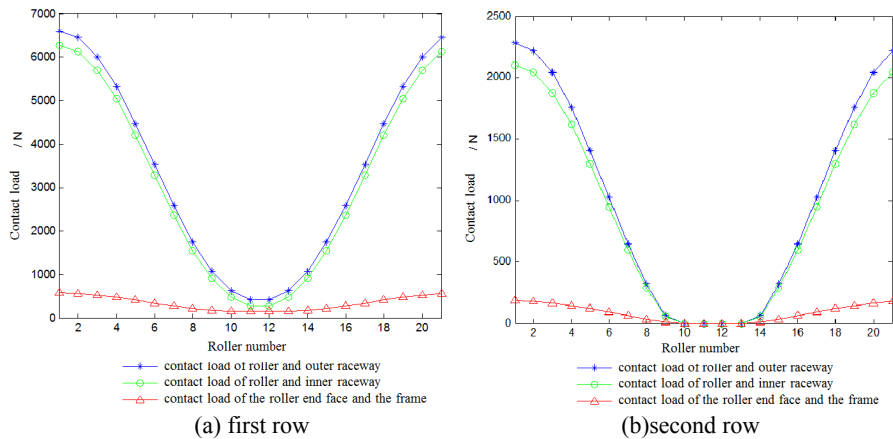 7000
6000
5000
4000
3000
2000
1000
0
Contact load / N
2 4 6 8 10 12 14 16 18 20
Roller number
contact load of roller and outer raceway
contact load of roller and inner raceway
contact load of the roller end face and the frame
(a) first row
2500
2000
1500
1000
500
0
Contact load / N
2 4 6 8 10 12 14 16 18 20
Roller number
contact load of roller and outer raceway
contact load of roller and inner raceway
contact load of the roller end face and the frame
(b)second row